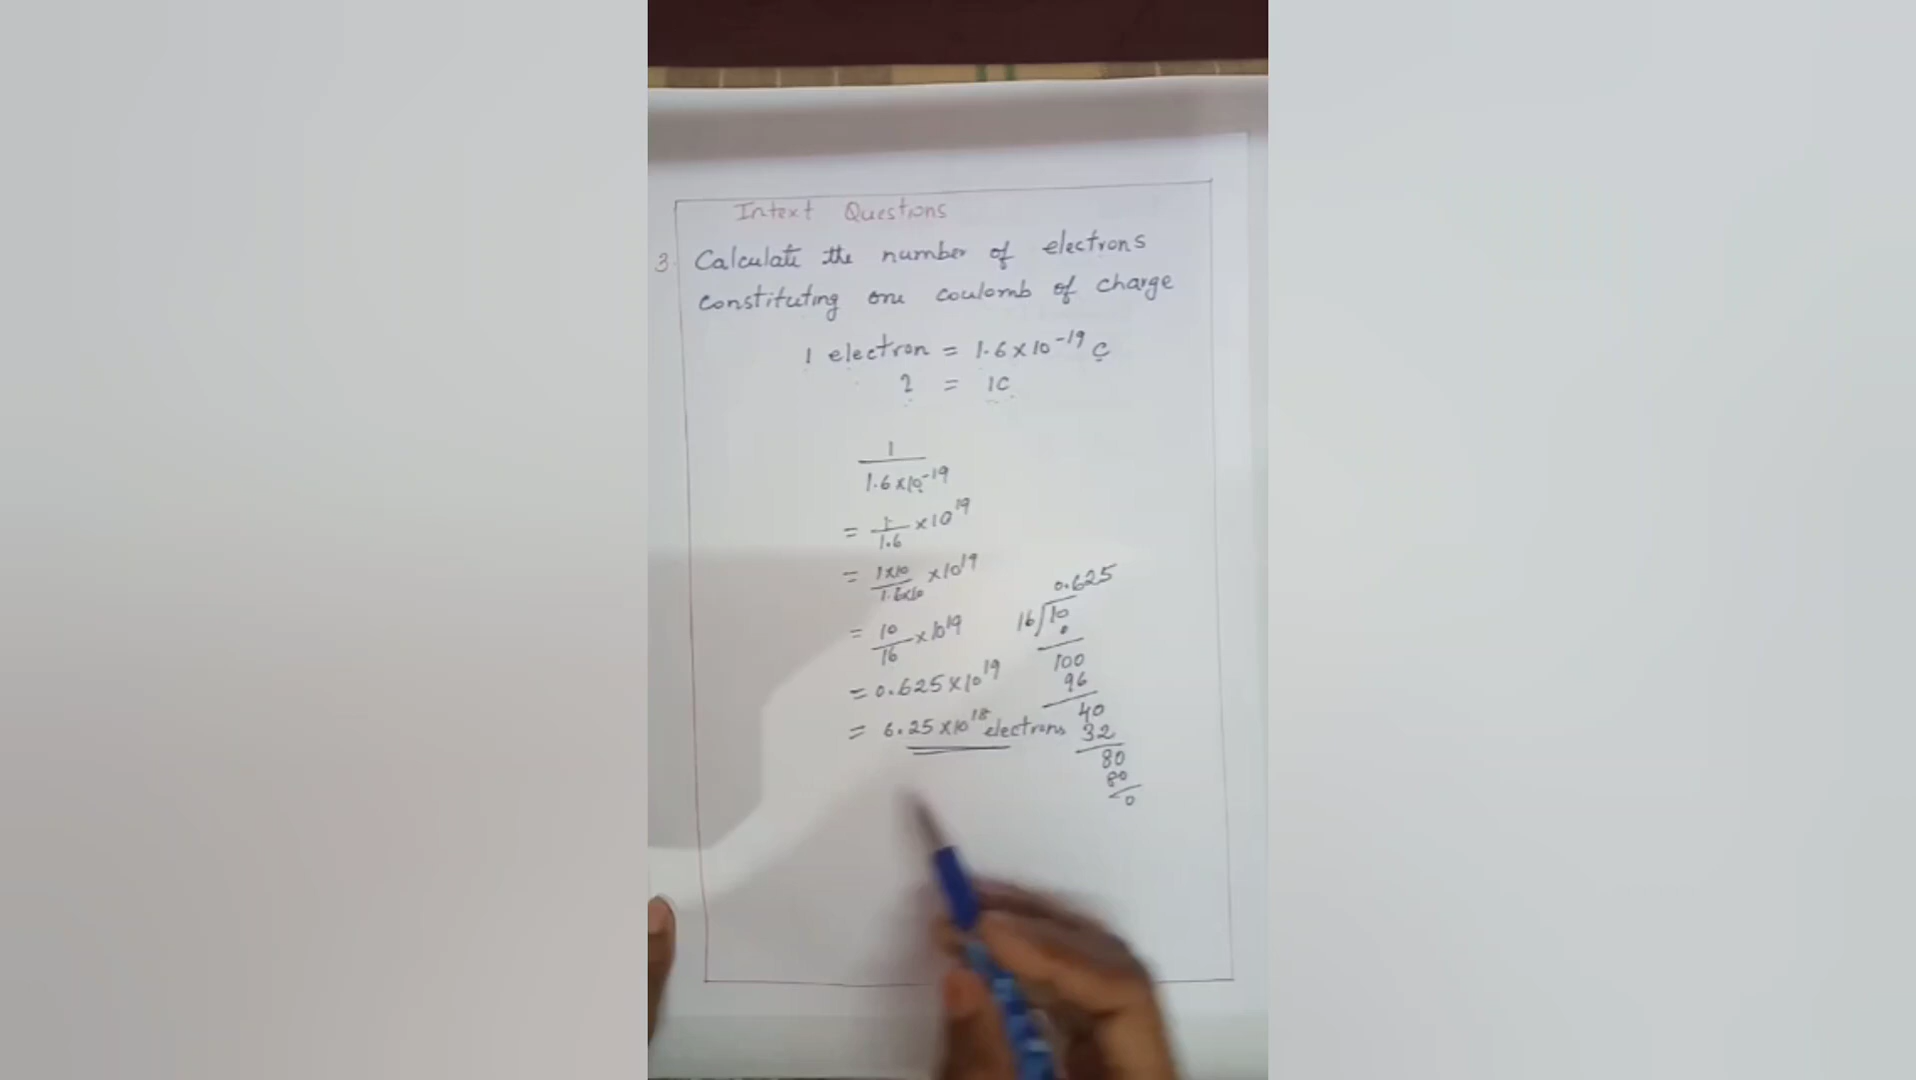 Intext Questions
3. Calculate the number of electrons
constituting one coulomb of charge
1 electron = 1.6 × 10⁻¹⁹ C
? = 1C
1
1.6 × 10⁻¹⁹
= 1/1.6 × 10¹⁹
= 1×10/1.6×10 × 10¹⁹
= 10/16 × 10¹⁹
= 0.625 × 10¹⁹
= 6.25 × 10¹⁸ electrons
0.625
16 10
0
100
96
40
32
80
80
0